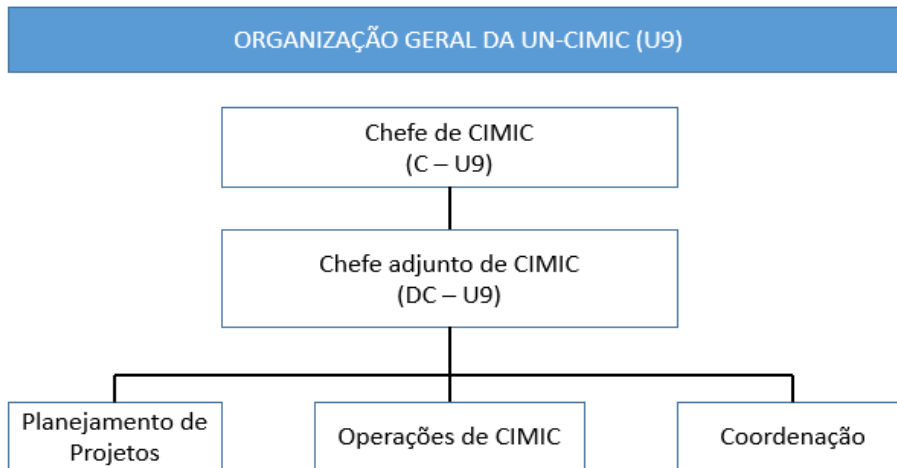 ORGANIZAÇÃO GERAL DA UN-CIMIC (U9)
Chefe de CIMIC
(C – U9)
Chefe adjunto de CIMIC
(DC – U9)
Planejamento de
Projetos
Operações de CIMIC
Coordenação